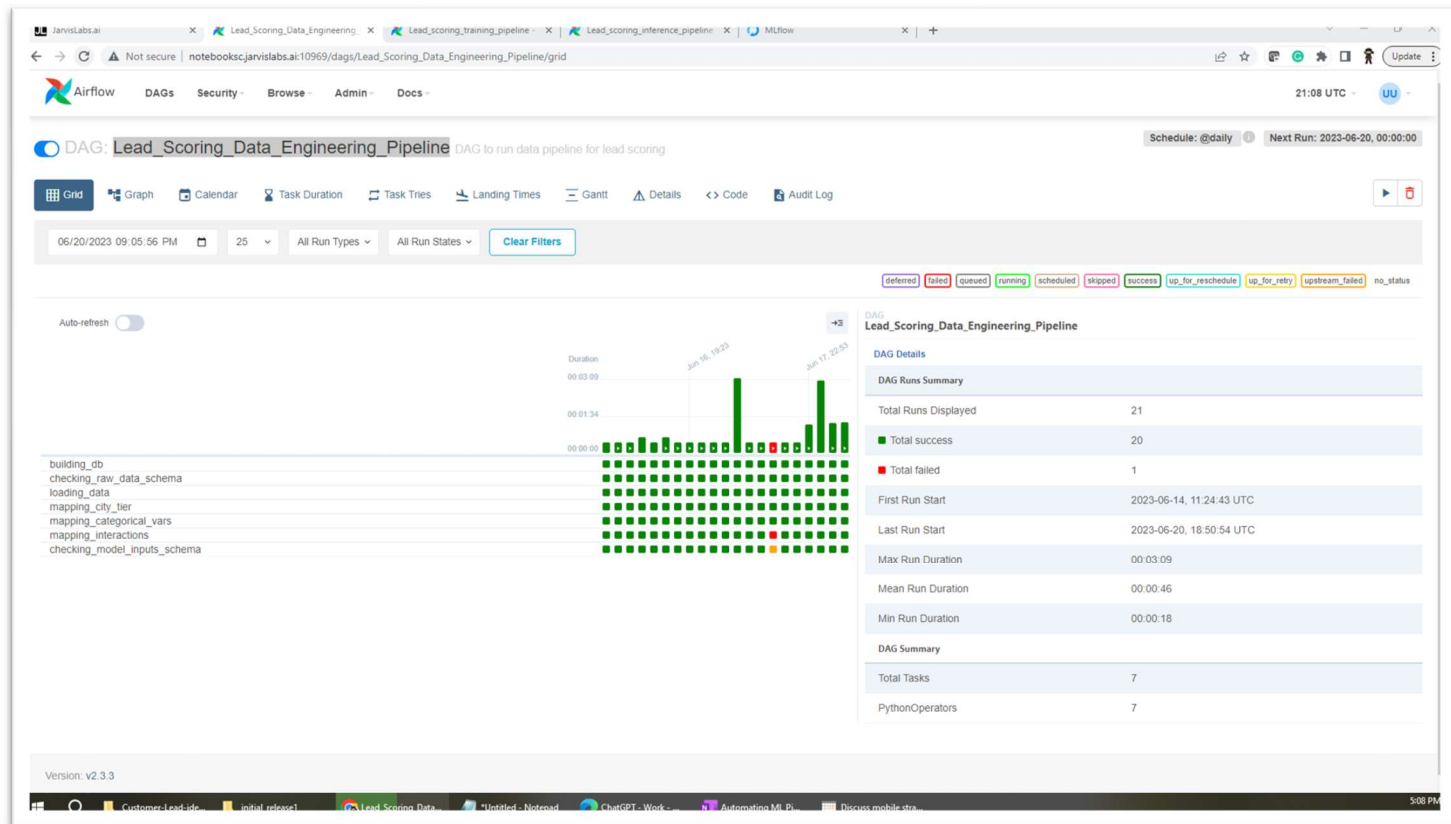 JarvisLabs.ai
Lead_Scoring_Data_Engineering_
Lead_scoring_training_pipeline -
Lead_scoring_inference_pipeline
MLflow
Not secure | notebooksc.jarvislabs.ai:10969/dags/Lead_Scoring_Data_Engineering_Pipeline/grid
Update
Airflow DAGs Security Browse Admin Docs 21:08 UTC UU
DAG: Lead_Scoring_Data_Engineering_Pipeline DAG to run data pipeline for lead scoring
Schedule: @daily Next Run: 2023-06-20, 00:00:00
Grid Graph Calendar Task Duration Task Tries Landing Times Gantt Details <> Code Audit Log
06/20/2023 09:05:56 PM 25 All Run Types All Run States Clear Filters
deferred failed queued running scheduled skipped success up_for_reschedule up_for_retry upstream_failed no_status
Auto-refresh
Duration
Jun 16, 19:23
Jun 17, 22:53
00:03:09
00:01:34
00:00:00
building_db
checking_raw_data_schema
loading_data
mapping_city_tier
mapping_categorical_vars
mapping_interactions
checking_model_inputs_schema
DAG
Lead_Scoring_Data_Engineering_Pipeline
DAG Details
DAG Runs Summary
Total Runs Displayed 21
Total success 20
Total failed 1
First Run Start 2023-06-14, 11:24:43 UTC
Last Run Start 2023-06-20, 18:50:54 UTC
Max Run Duration 00:03:09
Mean Run Duration 00:00:46
Min Run Duration 00:00:18
DAG Summary
Total Tasks 7
PythonOperators 7
Version: v2.3.3
Customer-Lead-ide... initial release1 Lead_Scoring_Data... *Untitled - Notepad ChatGPT - Work - ... Automating ML Pi... Discuss mobile stra... 5:08 PM